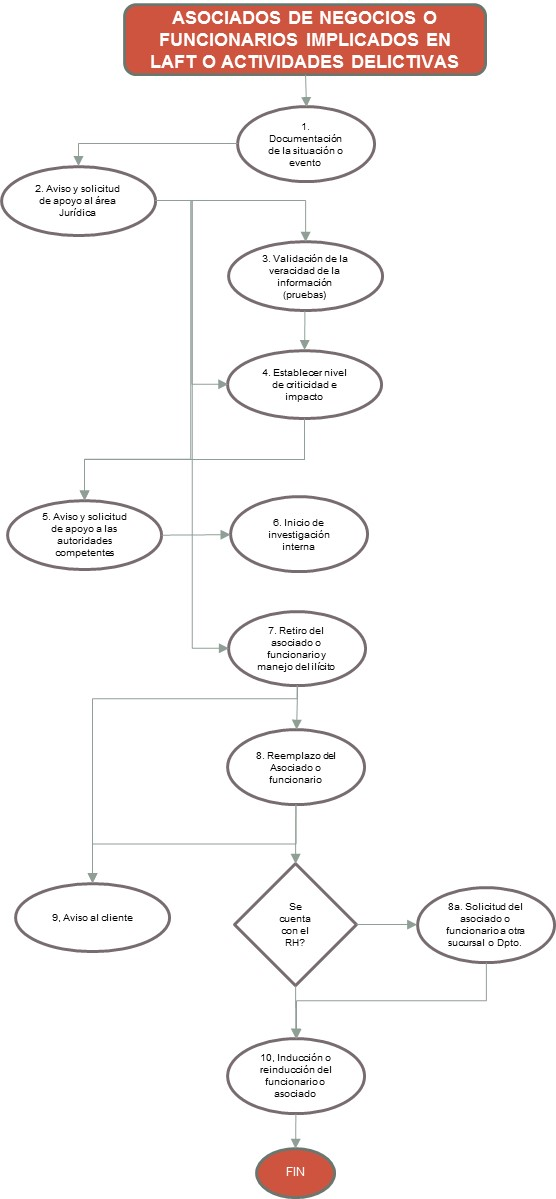 ASOCIADOS DE NEGOCIOS O
FUNCIONARIOS IMPLICADOS EN
LAFT O ACTIVIDADES DELICTIVAS
1.
Documentación
de la situación o
evento
2. Aviso y solicitud
de apoyo al área
Jurídica
3. Validación de la
veracidad de la
información
(pruebas)
4. Establecer nivel
de criticidad e
impacto
5. Aviso y solicitud
de apoyo a las
autoridades
competentes
6. Inicio de
investigación
interna
7. Retiro del
asociado o
funcionario y
manejo del ilícito
8. Reemplazo del
Asociado o
funcionario
9, Aviso al cliente
Se
cuenta
con el
RH?
8a. Solicitud del
asociado o
funcionario a otra
sucursal o Dpto.
10, Inducción o
reinducción del
funcionario o
asociado
FIN